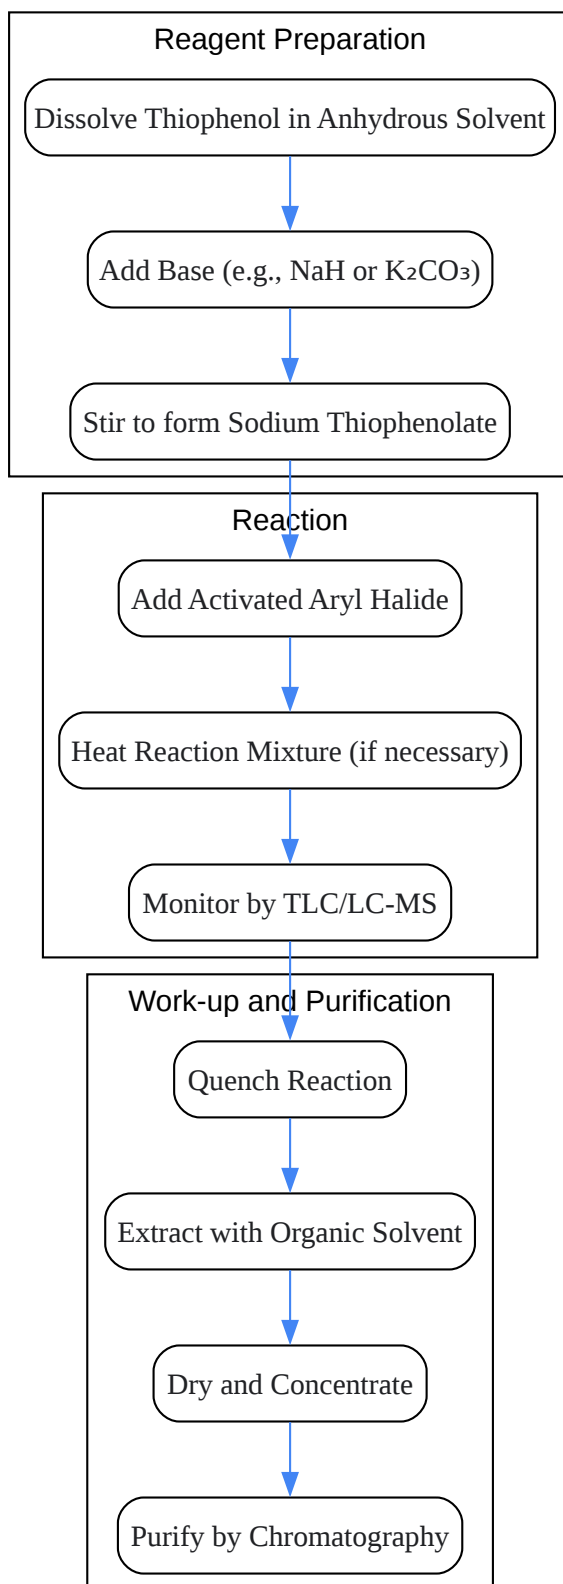 Reagent Preparation
Dissolve Thiophenol in Anhydrous Solvent
Add Base (e.g., NaH or K₂CO₃)
Stir to form Sodium Thiophenolate
Reaction
Add Activated Aryl Halide
Heat Reaction Mixture (if necessary)
Monitor by TLC/LC-MS
Work-up and Purification
Quench Reaction
Extract with Organic Solvent
Dry and Concentrate
Purify by Chromatography